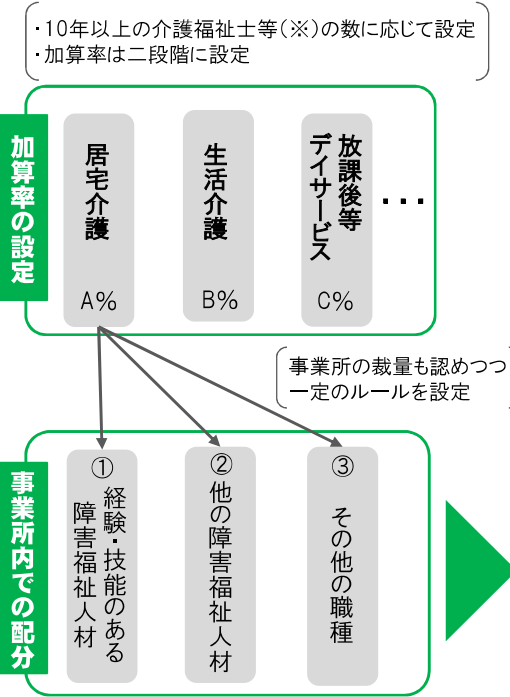 ・10年以上の介護福祉士等(※)の数に応じて設定
・加算率は二段階に設定
加算率の設定
居宅介護
A%
生活介護
B%
放課後等
デイサービス
C%
・・・
事業所の裁量も認めつつ
一定のルールを設定
事業所内での配分
①
経験・技能のある
障害福祉人材
②
他の障害福祉人材
③
その他の職種